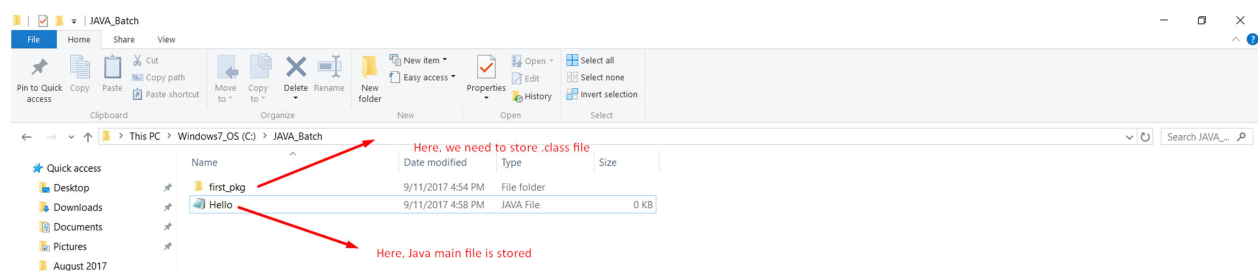 JAVA_Batch
File Home Share View
Pin to Quick access
Copy
Paste
Cut
Copy path
Paste shortcut
Clipboard
Move to
Copy to
Delete
Rename
Organize
New folder
New item
Easy access
New
Properties
Open
Edit
History
Open
Select all
Select none
Invert selection
Select
This PC > Windows7_OS (C:) > JAVA_Batch
Search JAVA_...
Here, we need to store .class file
Quick access
Desktop
Downloads
Documents
Pictures
August 2017
Name Date modified Type Size
first_pkg 9/11/2017 4:54 PM File folder
Hello 9/11/2017 4:58 PM JAVA File 0 KB
Here, Java main file is stored